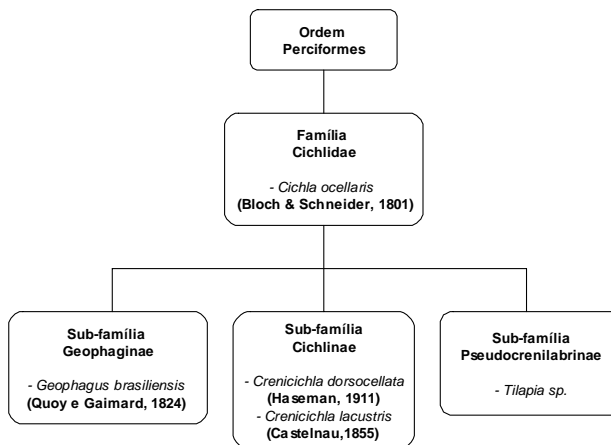 Ordem
Perciformes
Família
Cichlidae
- Cichla ocellaris
(Bloch & Schneider, 1801)
Sub-família
Geophaginae
- Geophagus brasiliensis
(Quoy e Gaimard, 1824)
Sub-família
Cichlinae
- Crenicichla dorsocellata
(Haseman, 1911)
- Crenicichla lacustris
(Castelnau,1855)
Sub-família
Pseudocrenilabrinae
- Tilapia sp.